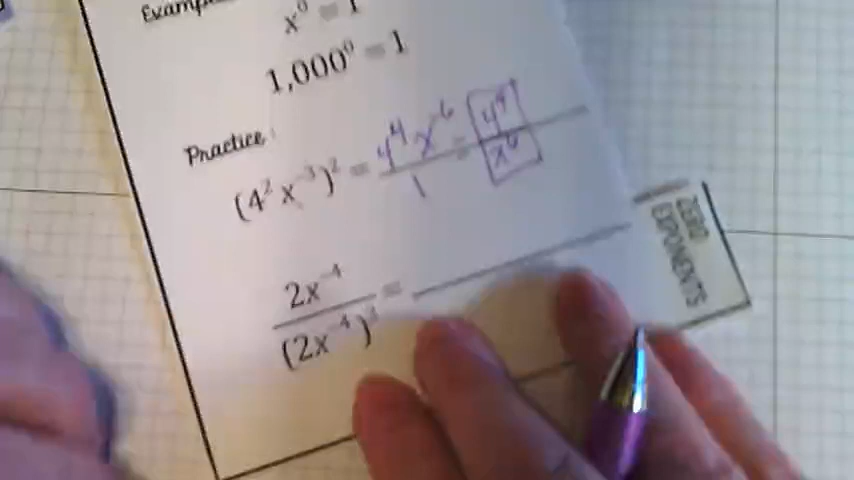 x⁰ = 1
1,000⁰ = 1
Practice:
(4²x⁻³)² = 4⁴x⁻⁶/1 = 4⁴/x⁶
2x⁻⁴/(2x⁻⁴)³ =
ZERO
EXPONENTS